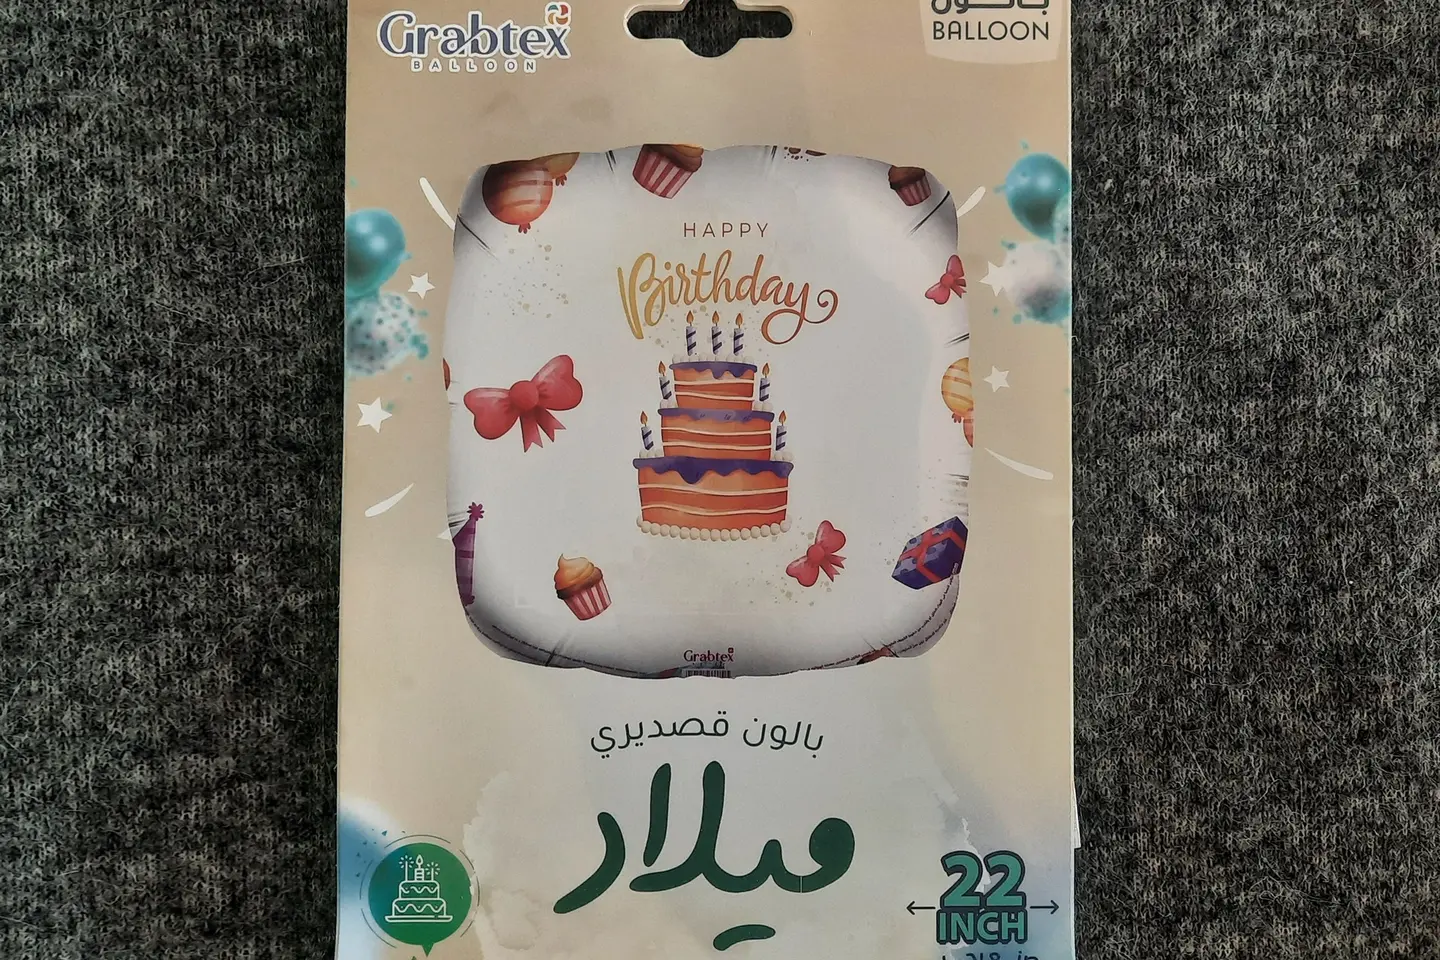 Grabtex
BALLOON
بالون
BALLOON
HAPPY
Birthday
Grabtex
بالون قصديري
ميلاد
22
INCH